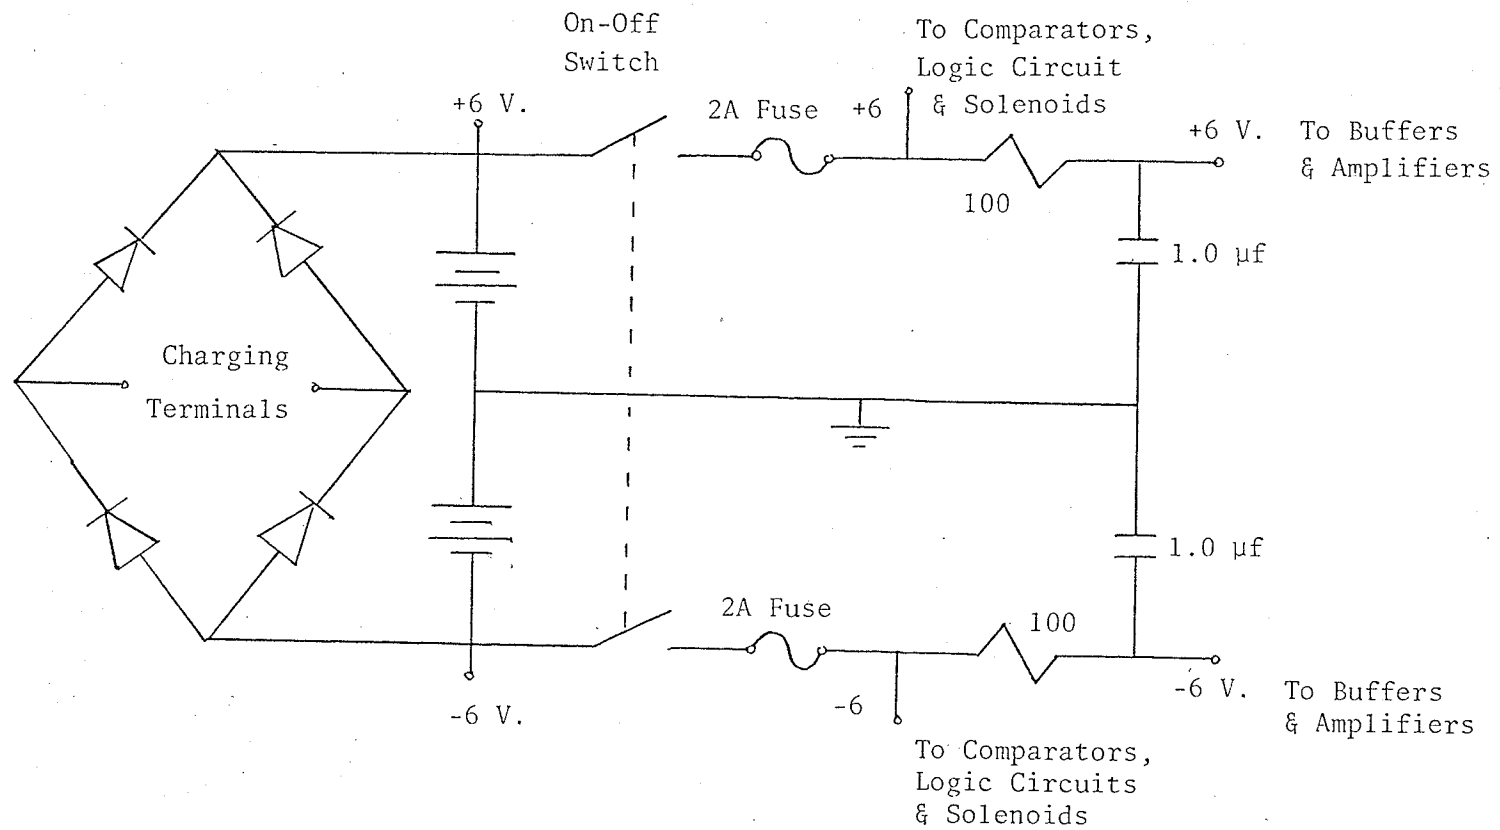 On-Off
Switch
To Comparators,
Logic Circuit
& Solenoids
+6 V.
2A Fuse
+6
+6 V.
To Buffers
& Amplifiers
100
1.0 µf
Charging
Terminals
1.0 µf
2A Fuse
100
-6 V.
-6
-6 V.
To Buffers
& Amplifiers
To Comparators,
Logic Circuits
& Solenoids